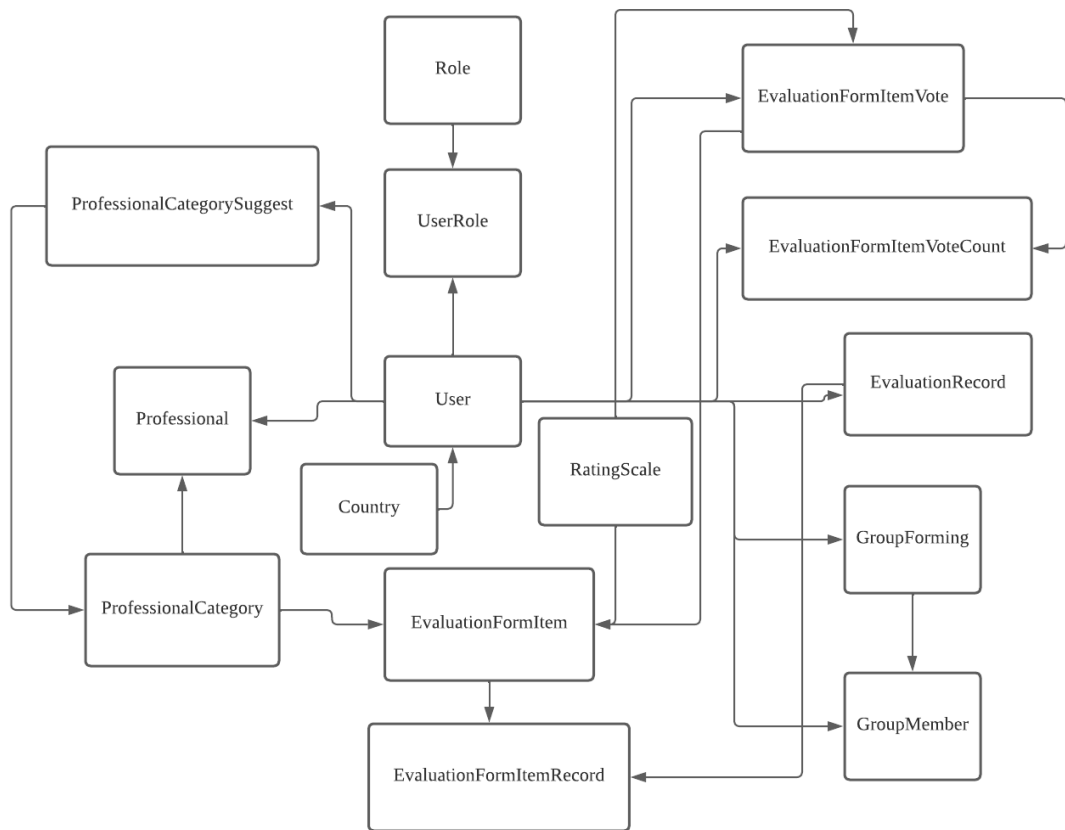 Role
EvaluationFormItemVote
ProfessionalCategorySuggest
UserRole
EvaluationFormItemVoteCount
EvaluationRecord
User
Professional
RatingScale
Country
GroupForming
ProfessionalCategory
EvaluationFormItem
GroupMember
EvaluationFormItemRecord